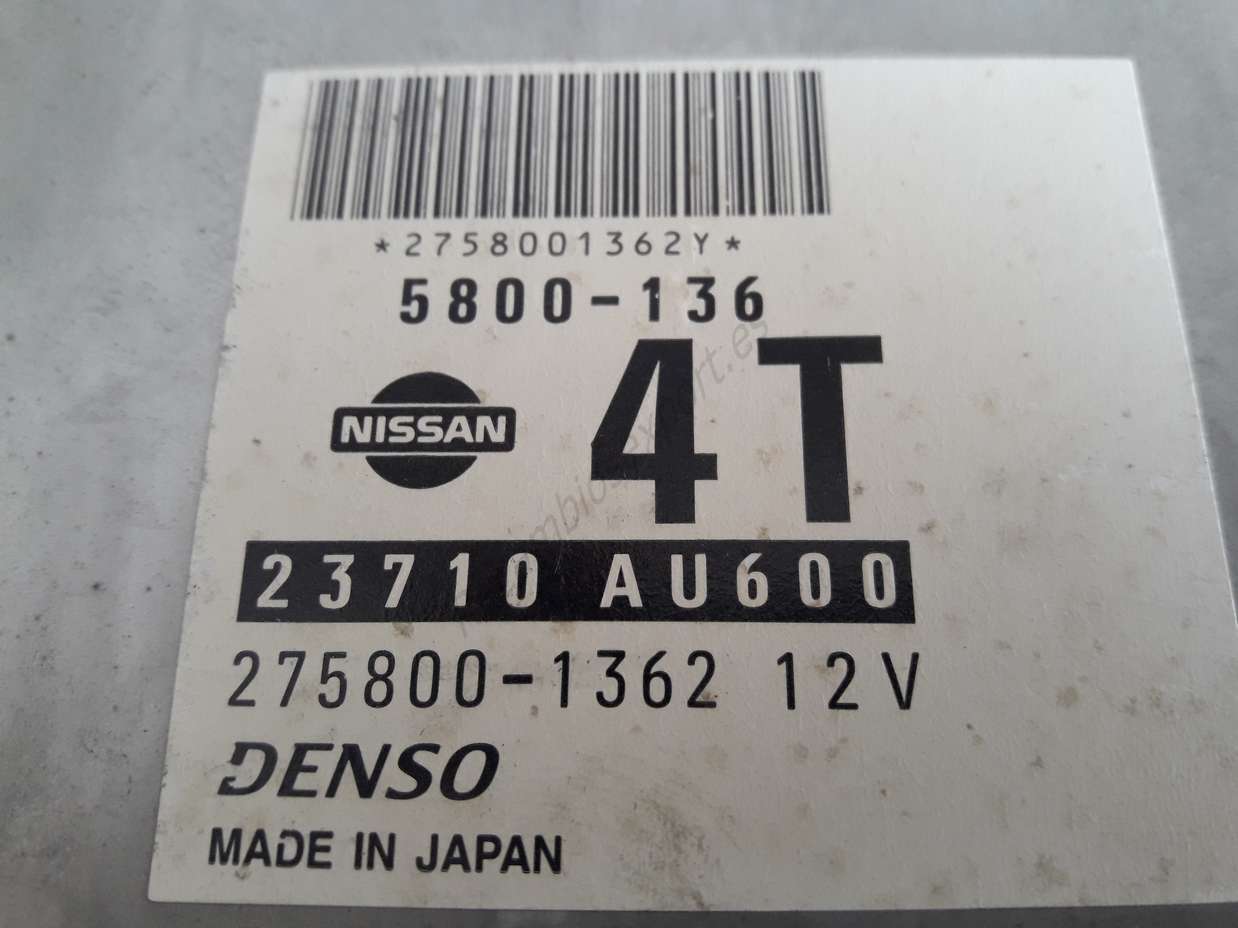 *2758001362Y*
5800-136
NISSAN
4T
23710 AU600
275800-1362 12V
DENSO
MADE IN JAPAN